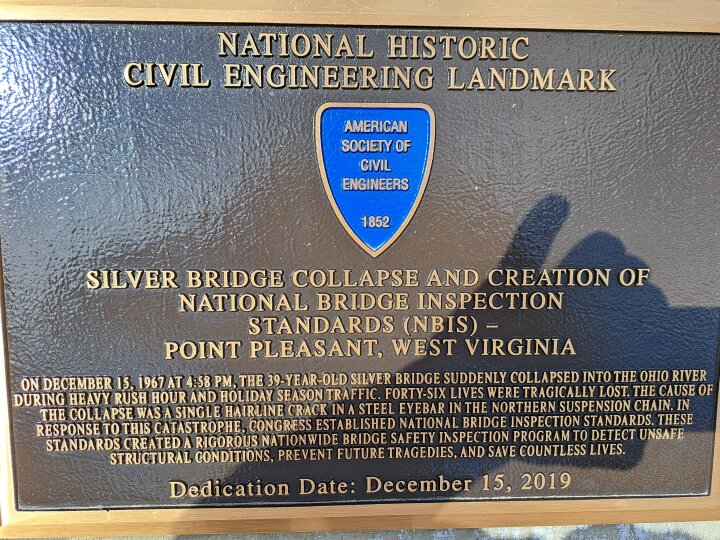 NATIONAL HISTORIC
CIVIL ENGINEERING LANDMARK
AMERICAN
SOCIETY OF
CIVIL
ENGINEERS
1852
SILVER BRIDGE COLLAPSE AND CREATION OF
NATIONAL BRIDGE INSPECTION
STANDARDS (NBIS) –
POINT PLEASANT, WEST VIRGINIA
ON DECEMBER 15, 1967 AT 4:58 PM, THE 39-YEAR-OLD SILVER BRIDGE SUDDENLY COLLAPSED INTO THE OHIO RIVER
DURING HEAVY RUSH HOUR AND HOLIDAY SEASON TRAFFIC. FORTY-SIX LIVES WERE TRAGICALLY LOST. THE CAUSE OF
THE COLLAPSE WAS A SINGLE HAIRLINE CRACK IN A STEEL EYEBAR IN THE NORTHERN SUSPENSION CHAIN. IN
RESPONSE TO THIS CATASTROPHE, CONGRESS ESTABLISHED NATIONAL BRIDGE INSPECTION STANDARDS. THESE
STANDARDS CREATED A RIGOROUS NATIONWIDE BRIDGE SAFETY INSPECTION PROGRAM TO DETECT UNSAFE
STRUCTURAL CONDITIONS, PREVENT FUTURE TRAGEDIES, AND SAVE COUNTLESS LIVES.
Dedication Date: December 15, 2019